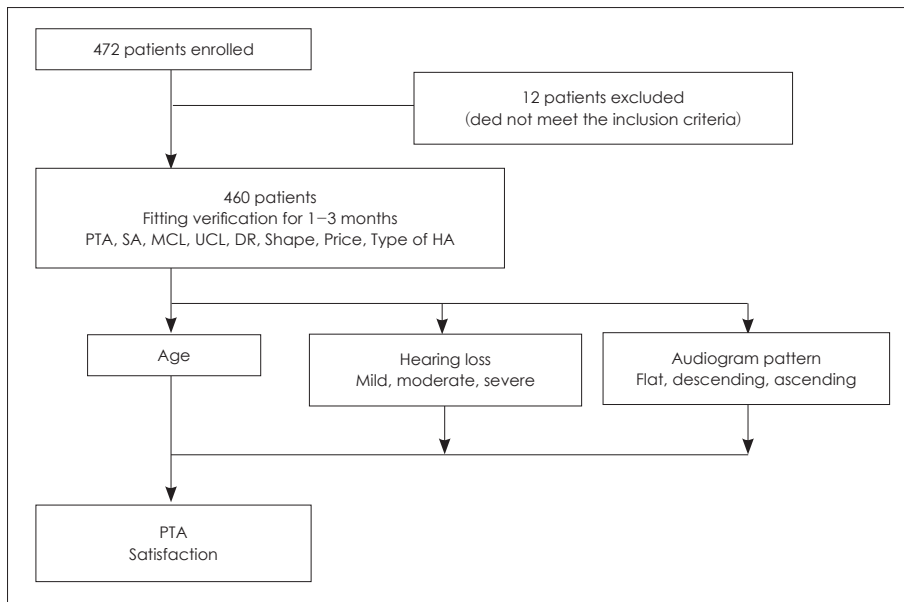 472 patients enrolled
12 patients excluded
(ded not meet the inclusion criteria)
460 patients
Fitting verification for 1–3 months
PTA, SA, MCL, UCL, DR, Shape, Price, Type of HA
Age
Hearing loss
Mild, moderate, severe
Audiogram pattern
Flat, descending, ascending
PTA
Satisfaction